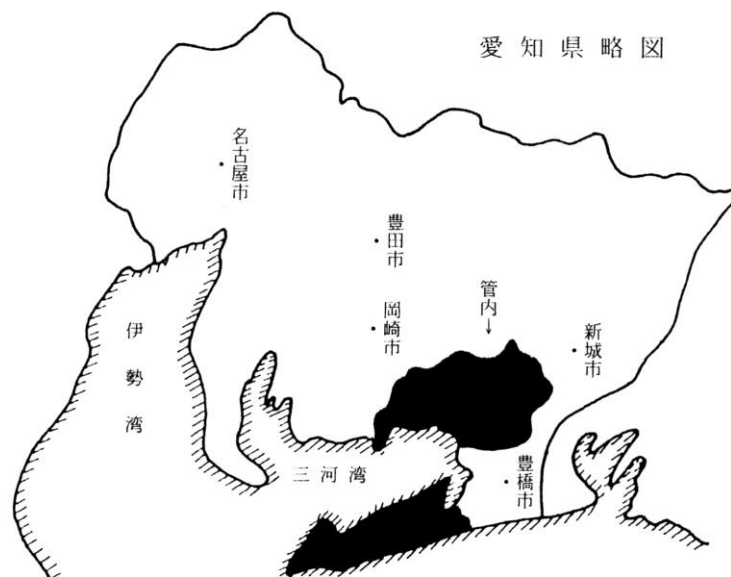 愛知県略図
名古屋市
豊田市
岡崎市
管内
新城市
伊勢湾
三河湾
豊橋市